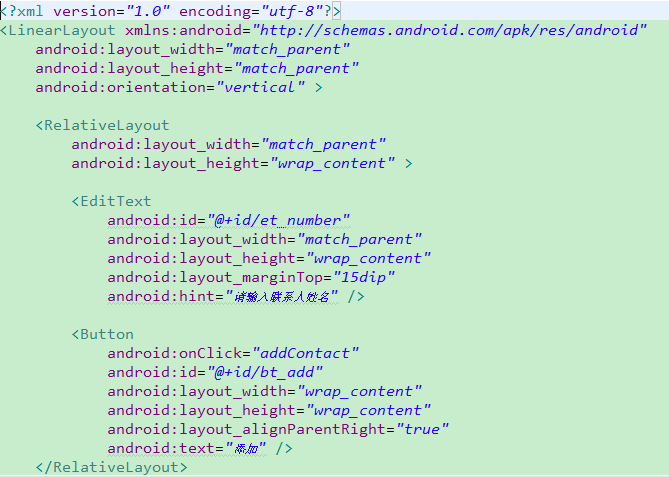 <?xml version="1.0" encoding="utf-8"?>
<LinearLayout xmlns:android="http://schemas.android.com/apk/res/android"
    android:layout_width="match_parent"
    android:layout_height="match_parent"
    android:orientation="vertical" >

    <RelativeLayout
        android:layout_width="match_parent"
        android:layout_height="wrap_content" >

        <EditText
            android:id="@+id/et_number"
            android:layout_width="match_parent"
            android:layout_height="wrap_content"
            android:layout_marginTop="15dip"
            android:hint="请输入联系人姓名" />

        <Button
            android:onClick="addContact"
            android:id="@+id/bt_add"
            android:layout_width="wrap_content"
            android:layout_height="wrap_content"
            android:layout_alignParentRight="true"
            android:text="添加" />
    </RelativeLayout>